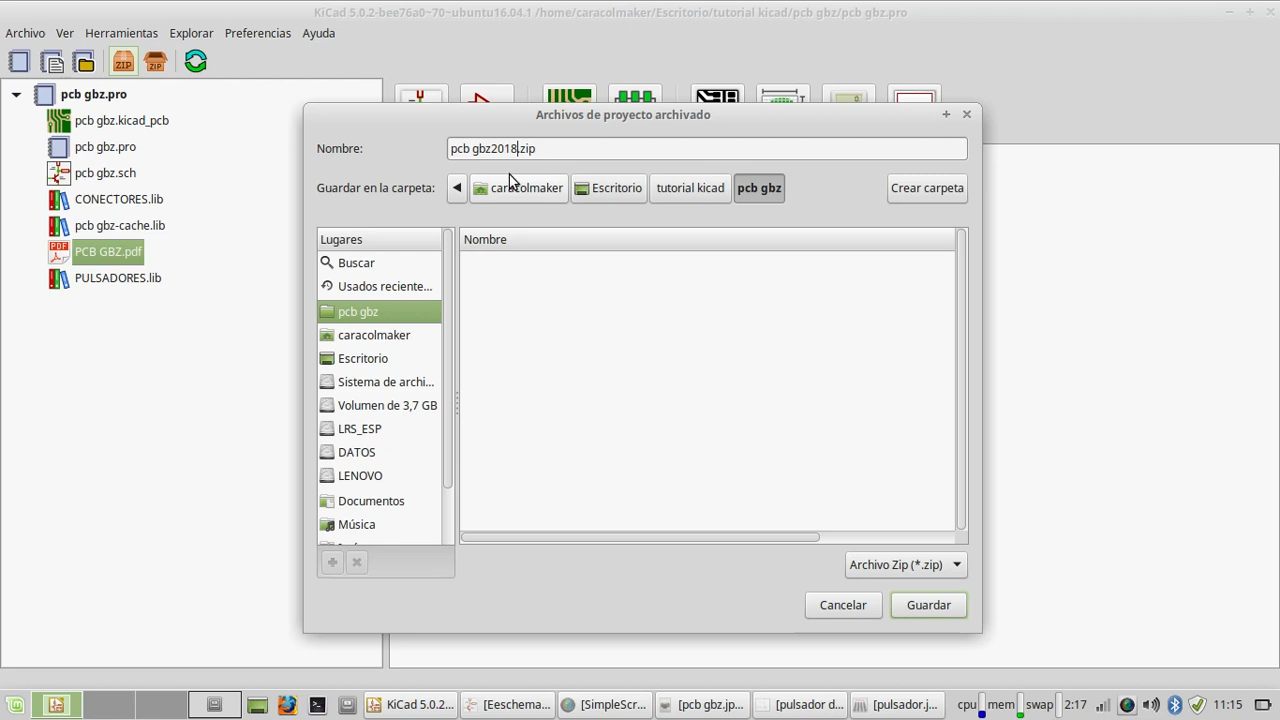 KiCad 5.0.2-bee76a0~70~ubuntu16.04.1 /home/caracolmaker/Escritorio/tutorial kicad/pcb gbz/pcb gbz.pro
Archivo Ver Herramientas Explorar Preferencias Ayuda
ZIP ZIP
pcb gbz.pro
pcb gbz.kicad_pcb
pcb gbz.pro
pcb gbz.sch
CONECTORES.lib
pcb gbz-cache.lib
PDF PCB GBZ.pdf
PULSADORES.lib
Archivos de proyecto archivado
Nombre: pcb gbz2018.zip
Guardar en la carpeta: caracolmaker Escritorio tutorial kicad pcb gbz Crear carpeta
Lugares Nombre
Buscar
Usados reciente...
pcb gbz
caracolmaker
Escritorio
Sistema de archi...
Volumen de 3,7 GB
LRS_ESP
DATOS
LENOVO
Documentos
Música
Archivo Zip (*.zip)
Cancelar Guardar
KiCad 5.0.2... [Eeschema... [SimpleScr... [pcb gbz.jp... [pulsador d... [pulsador.j... cpu mem swap 2:17 11:15